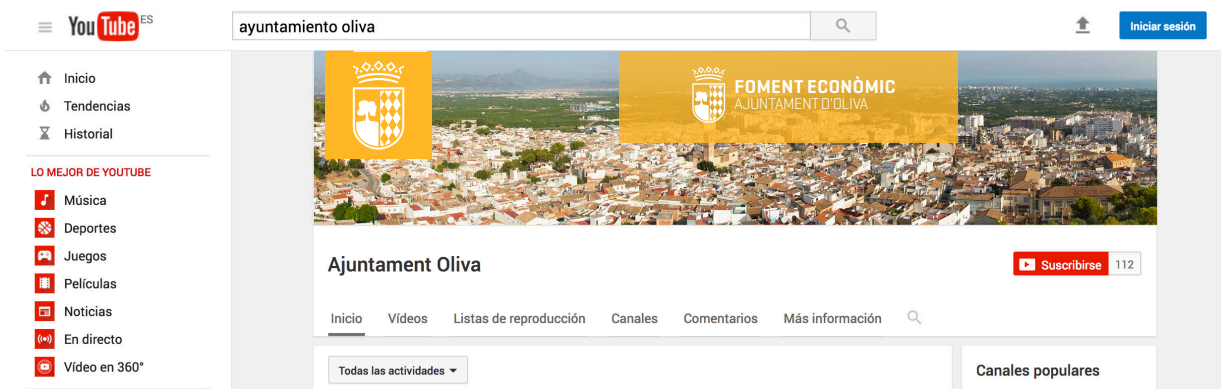 YouTube ES
ayuntamiento oliva
Iniciar sesión
Inicio
Tendencias
Historial
LO MEJOR DE YOUTUBE
Música
Deportes
Juegos
Películas
Noticias
En directo
Vídeo en 360°
FOMENT ECONÒMIC
AJUNTAMENT D'OLIVA
Ajuntament Oliva
Suscribirse 112
Inicio Vídeos Listas de reproducción Canales Comentarios Más información
Todas las actividades
Canales populares